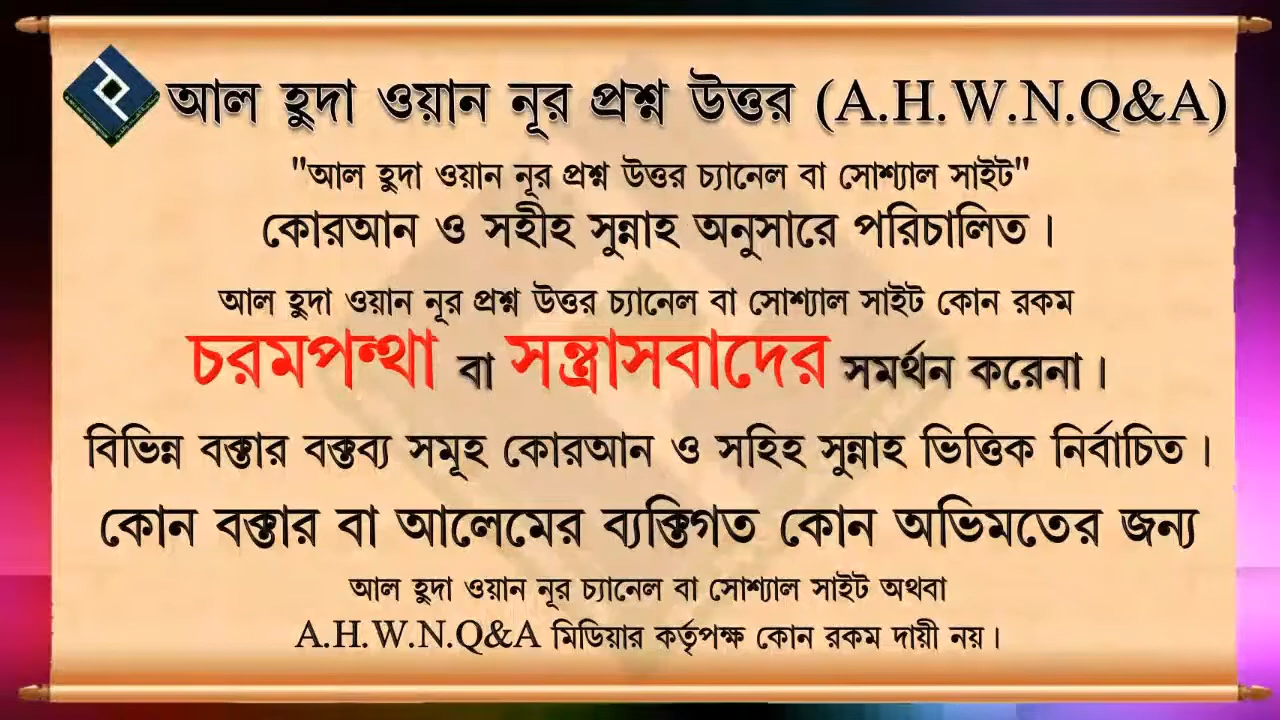 আল হুদা ওয়ান নূর প্রশ্ন উত্তর (A.H.W.N.Q&A)
"আল হুদা ওয়ান নূর প্রশ্ন উত্তর চ্যানেল বা সোশ্যাল সাইট"
কোরআন ও সহীহ সুন্নাহ অনুসারে পরিচালিত।
আল হুদা ওয়ান নূর প্রশ্ন উত্তর চ্যানেল বা সোশ্যাল সাইট কোন রকম
চরমপন্থা বা সন্ত্রাসবাদের সমর্থন করেনা।
বিভিন্ন বক্তার বক্তব্য সমূহ কোরআন ও সহিহ সুন্নাহ ভিত্তিক নির্বাচিত।
কোন বক্তার বা আলেমের ব্যক্তিগত কোন অভিমতের জন্য
আল হুদা ওয়ান নূর চ্যানেল বা সোশ্যাল সাইট অথবা
A.H.W.N.Q&A মিডিয়ার কর্তৃপক্ষ কোন রকম দায়ী নয়।